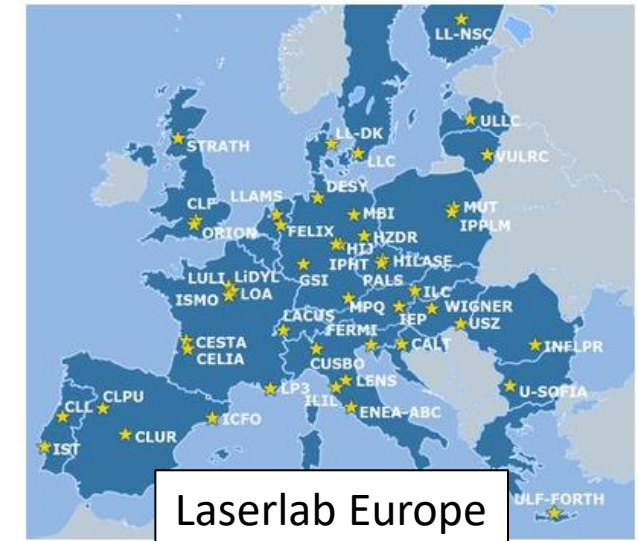 LL-NSC
ULLC
STRATH
LL-DK
LLC
VULRC
DESY
CLF
LLAMS
MBI
MUT
ORION
FELIX
HZDR
IPPLM
HIJ
IPHT
HILASE
LULI
LiDYL
GSI
PALS
ISMO
LOA
MPQ
ILC
WIGNER
LACUS
IEP
USZ
FERMI
CESTA
CALT
INFLPR
CELIA
CUSBO
LENS
U-SOFIA
CLPU
LP3
ILIL
CLL
ICFO
ENEA-ABC
CLUR
IST
ULF-FORTH
Laserlab Europe